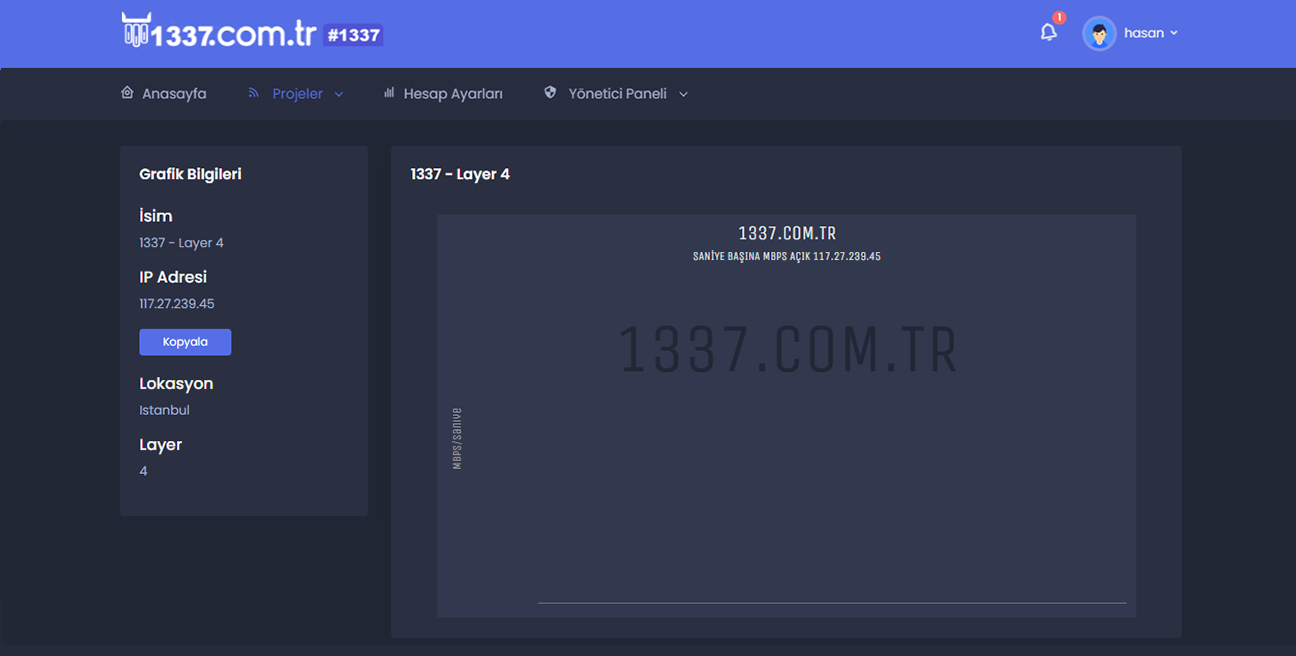 1337.com.tr #1337
1
hasan
Anasayfa Projeler Hesap Ayarları Yönetici Paneli
Grafik Bilgileri
İsim
1337 - Layer 4
IP Adresi
117.27.239.45
Kopyala
Lokasyon
Istanbul
Layer
4
1337 - Layer 4
1337.COM.TR
SANİYE BAŞINA MBPS AÇIK 117.27.239.45
1337.COM.TR
MBPS/saniye